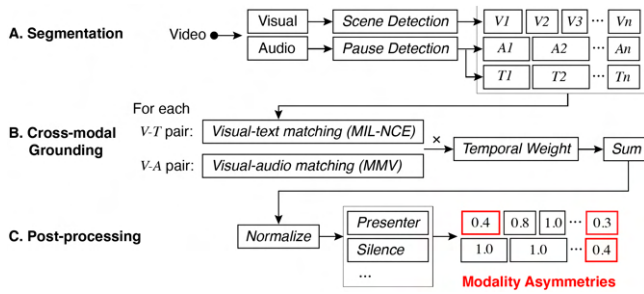 A. Segmentation
Video
Visual
Scene Detection
V1 V2 V3 ... Vn
Audio
Pause Detection
A1 A2 ... An
T1 T2 ... Tn
For each
B. Cross-modal
Grounding
V-T pair: Visual-text matching (MIL-NCE)
V-A pair: Visual-audio matching (MMV)
×
Temporal Weight
Sum
C. Post-processing
Normalize
Presenter
Silence
...
0.4 0.8 1.0 ... 0.3
1.0 1.0 ... 0.4
Modality Asymmetries